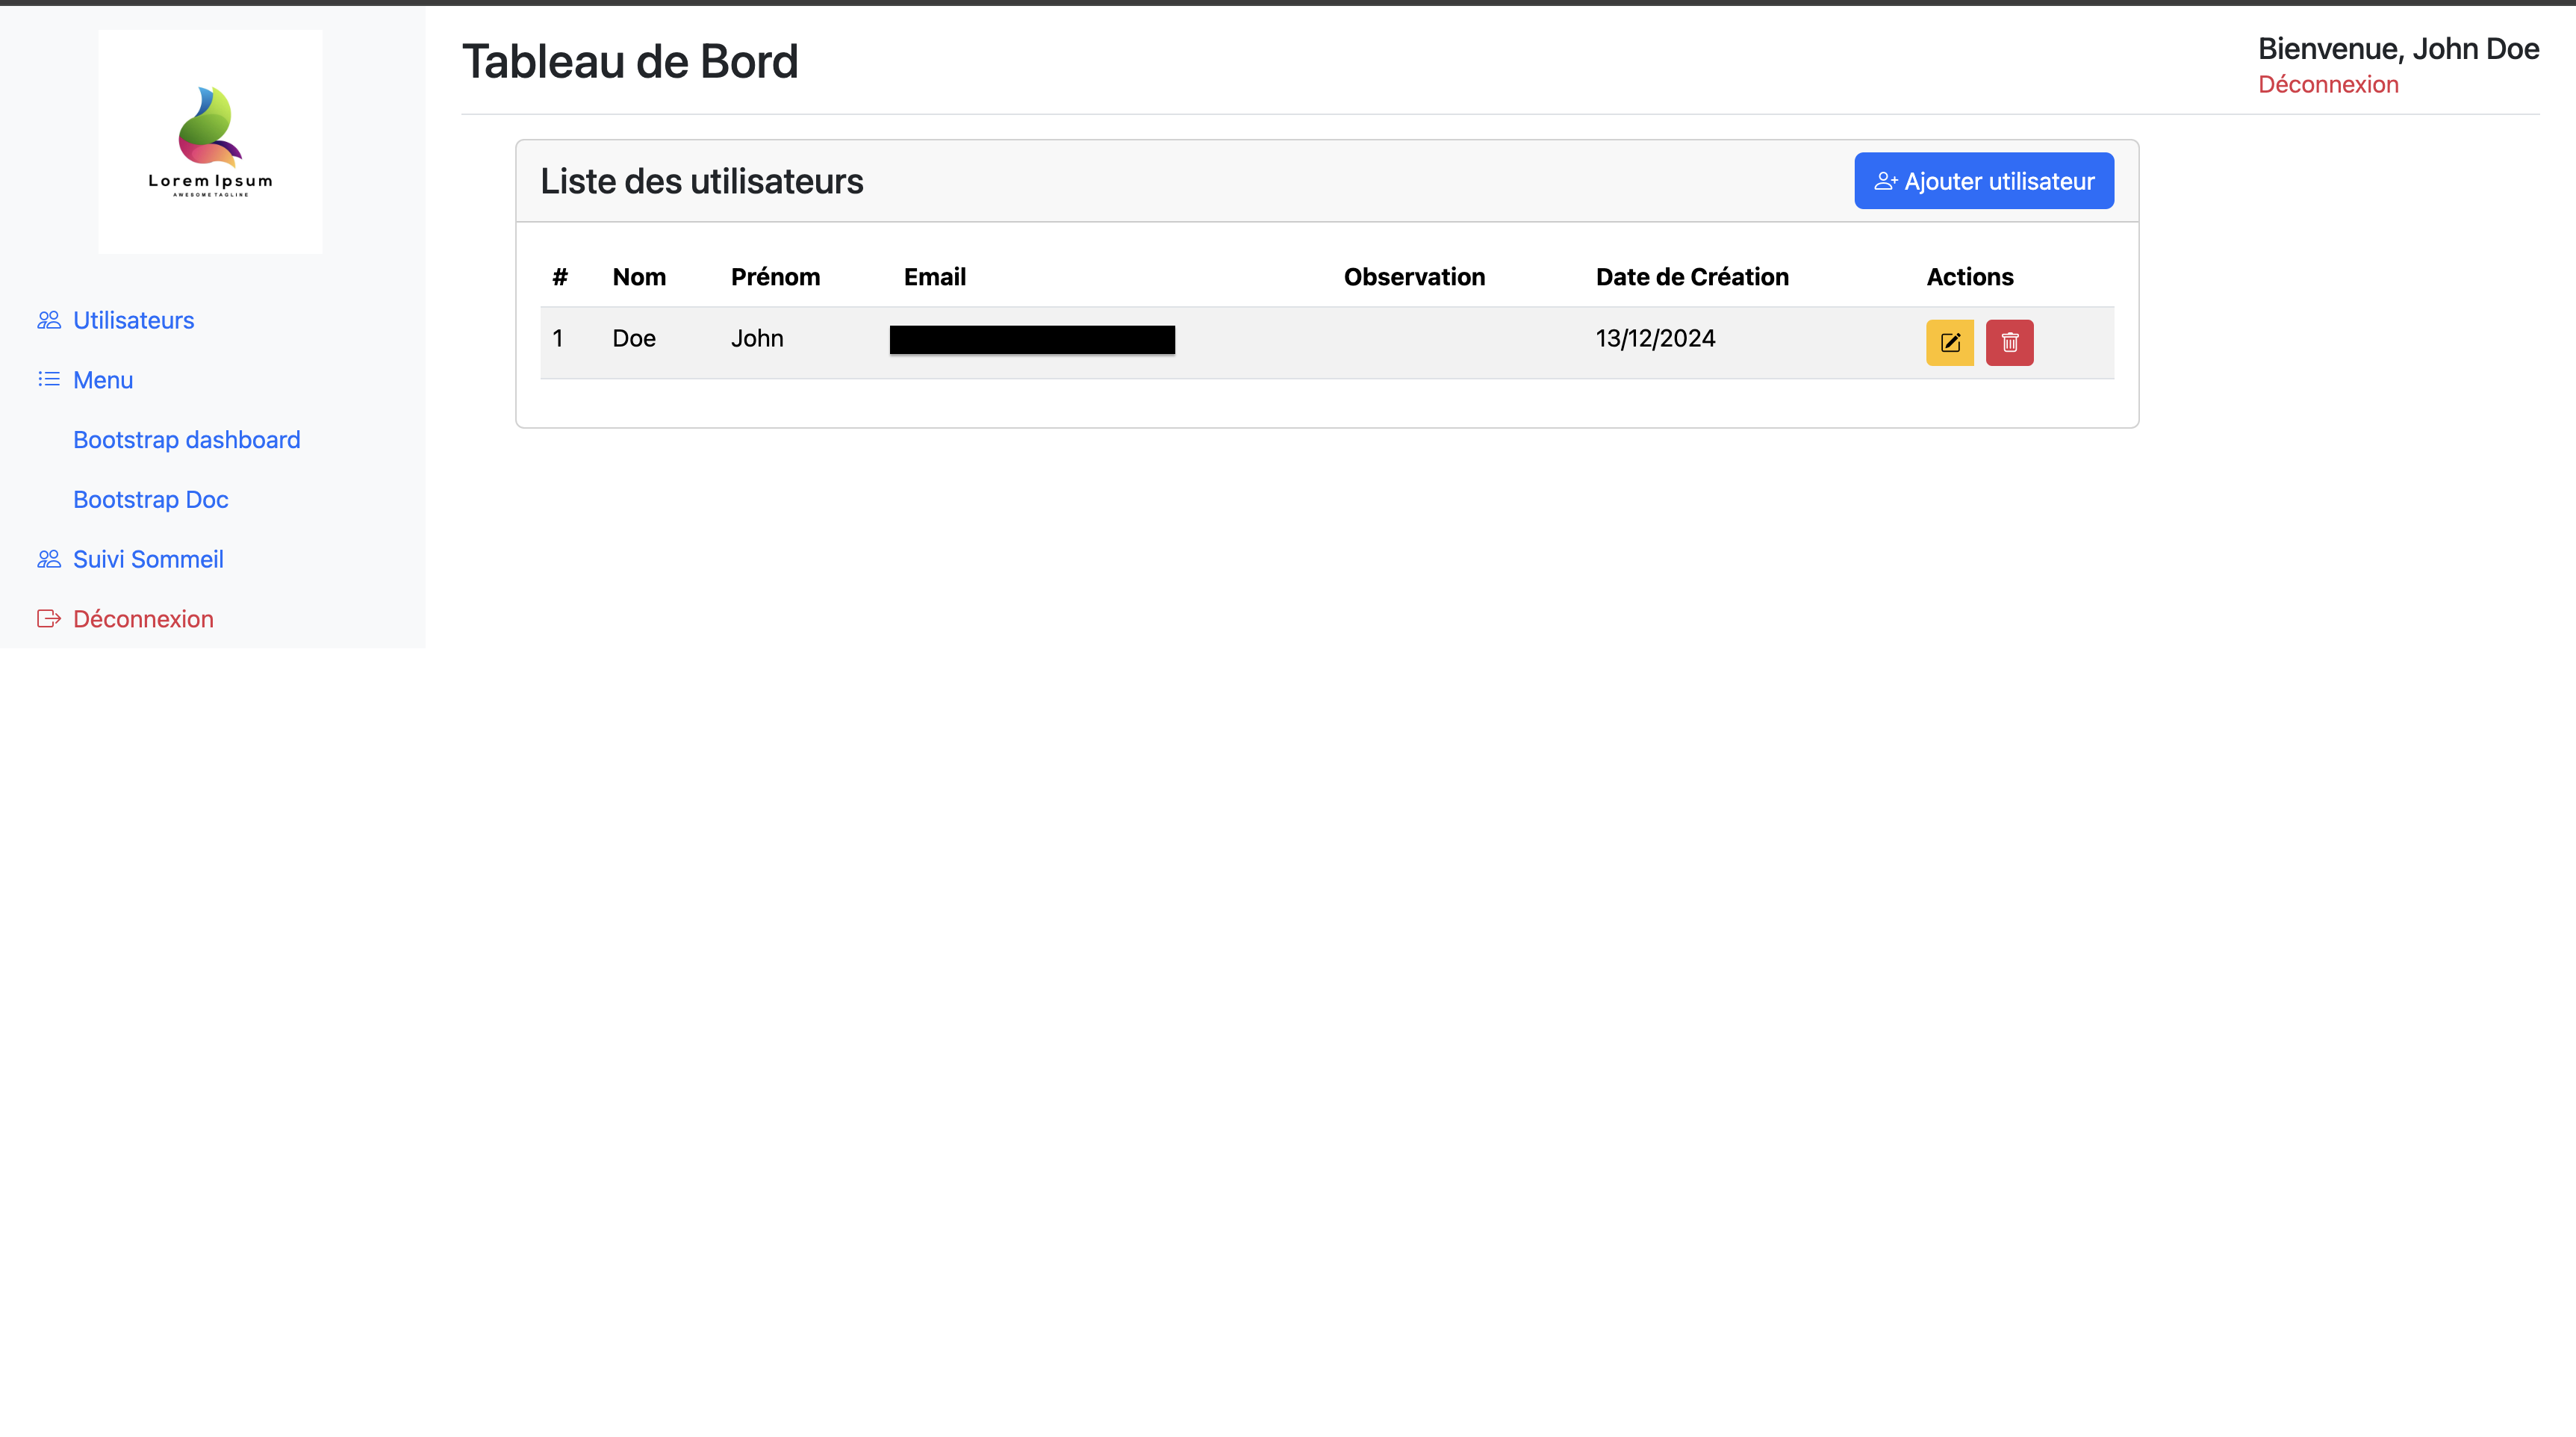 Lorem Ipsum
AWESOME TAGLINE
Utilisateurs
Menu
Bootstrap dashboard
Bootstrap Doc
Suivi Sommeil
Déconnexion
Tableau de Bord
Bienvenue, John Doe
Déconnexion
Liste des utilisateurs
Ajouter utilisateur
# Nom Prénom Email Observation Date de Création Actions
1 Doe John 13/12/2024